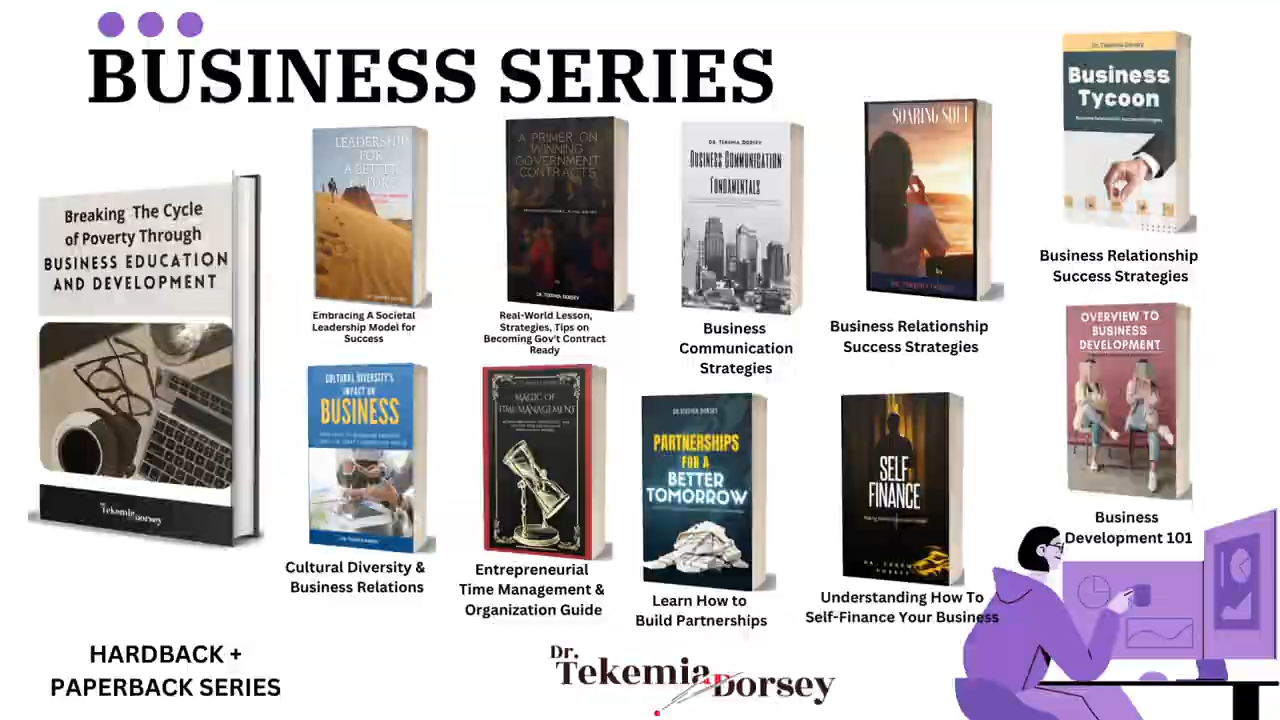 BUSINESS SERIES
Breaking The Cycle
of Poverty Through
BUSINESS EDUCATION
AND DEVELOPMENT
Tekemia Dorsey
HARDBACK +
PAPERBACK SERIES
LEADERSHIP
FOR
A BETTER
FUTURE
Embracing A Societal
Leadership Model for
Success
A PRIMER ON
WINNING
GOVERNMENT
CONTRACTS
DR. TEKEMIA DORSEY
Real-World Lesson,
Strategies, Tips on
Becoming Gov't Contract
Ready
DR. TEKEMIA DORSEY
BUSINESS COMMUNICATION
FUNDAMENTALS
Business
Communication
Strategies
SOARING SOUL
by
DR. TEKEMIA DORSEY
Business Relationship
Success Strategies
Dr. Tekemia Dorsey
Business
Tycoon
Business Relationship
Success Strategies
CULTURAL DIVERSITY'S
IMPACT ON
BUSINESS
Cultural Diversity &
Business Relations
MAGIC OF
TIME MANAGEMENT
Entrepreneurial
Time Management &
Organization Guide
DR. TEKEMIA DORSEY
PARTNERSHIPS
FOR A
BETTER
TOMORROW
Learn How to
Build Partnerships
SELF
FINANCE
Understanding How To
Self-Finance Your Business
OVERVIEW TO
BUSINESS
DEVELOPMENT
Business
Development 101
Dr.
Tekemia Dorsey